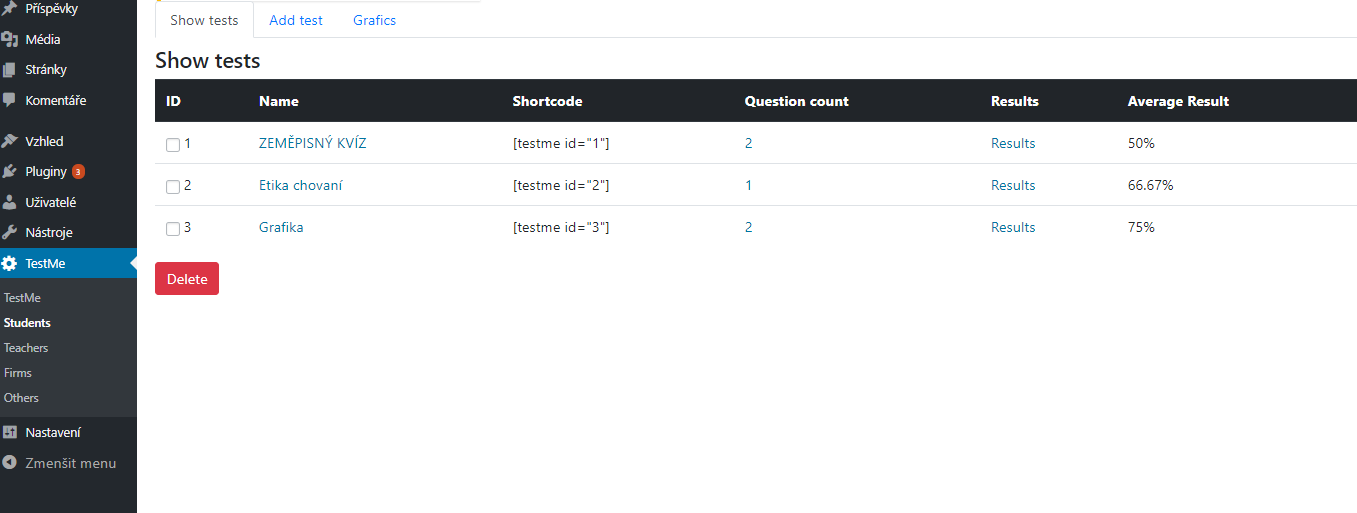 Příspěvky
Média
Stránky
Komentáře
Vzhled
Pluginy 3
Uživatelé
Nástroje
TestMe
TestMe
Students
Teachers
Firms
Others
Nastavení
Zmenšit menu
Show tests Add test Grafics
Show tests
ID Name Shortcode Question count Results Average Result
1 ZEMĚPISNÝ KVÍZ [testme id="1"] 2 Results 50%
2 Etika chovaní [testme id="2"] 1 Results 66.67%
3 Grafika [testme id="3"] 2 Results 75%
Delete